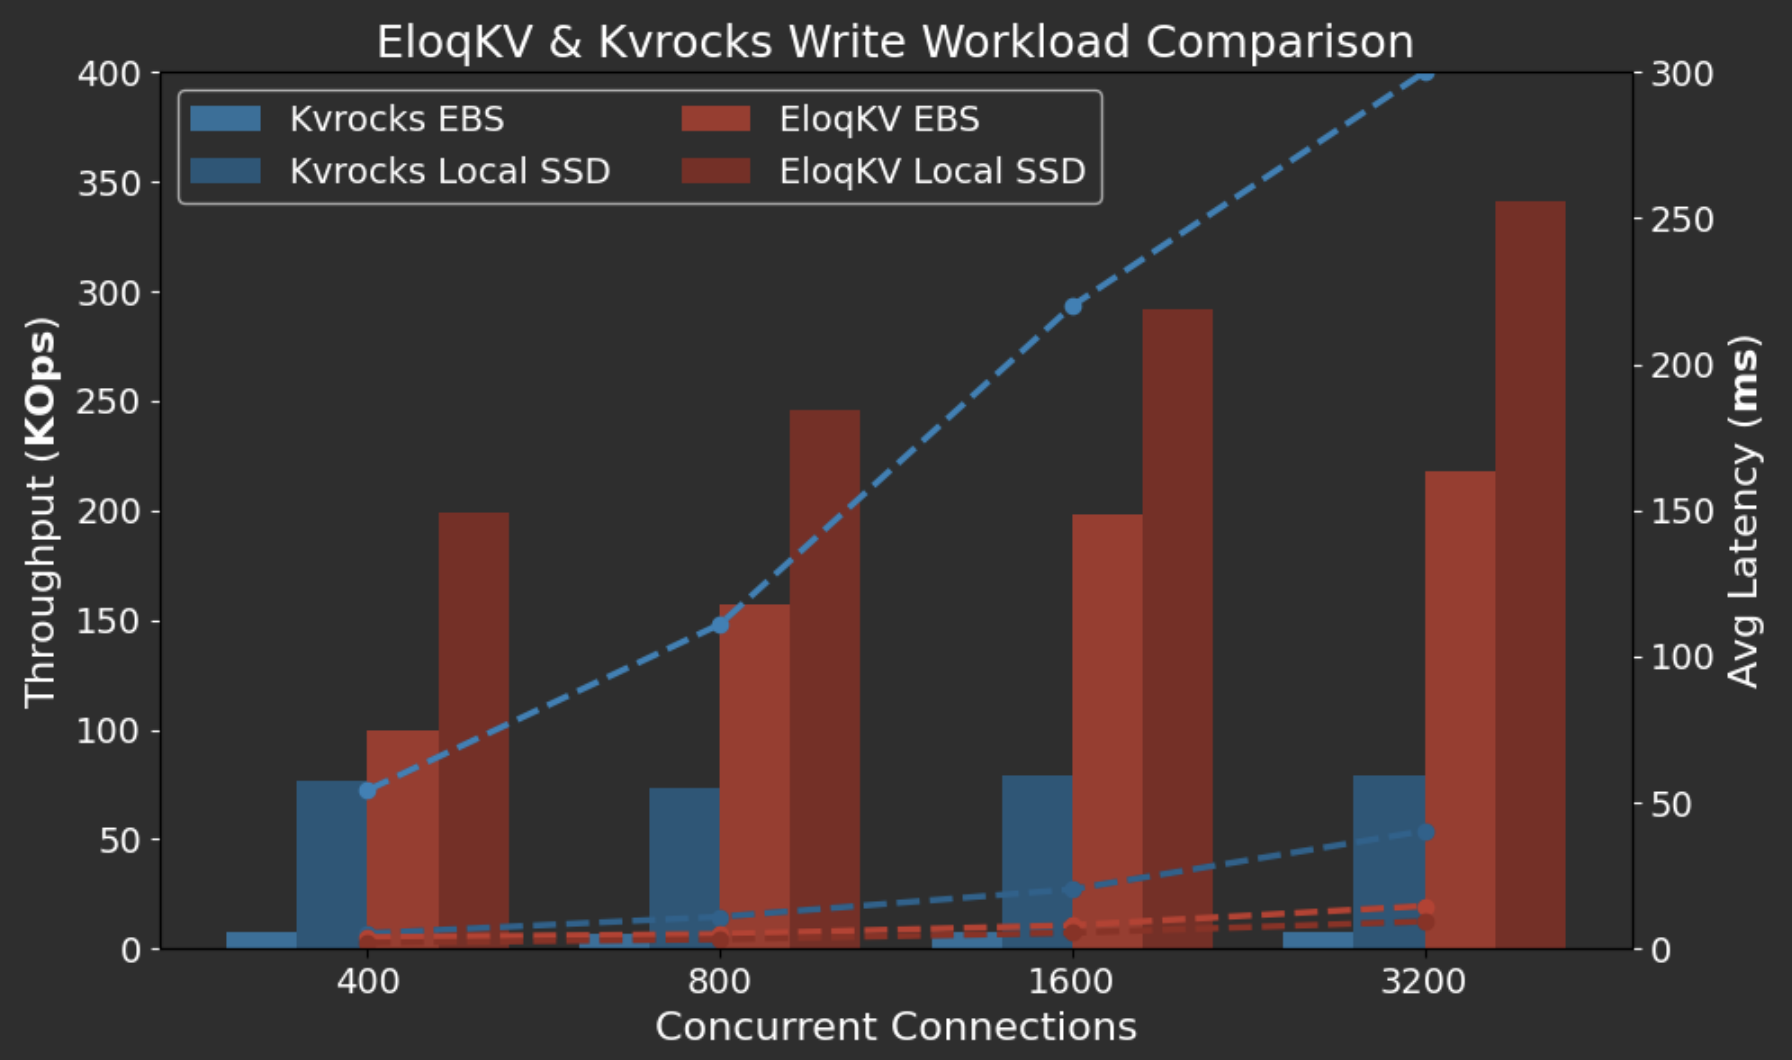 EloqKV & Kvrocks Write Workload Comparison
Kvrocks EBS
Kvrocks Local SSD
EloqKV EBS
EloqKV Local SSD
Throughput (KOps)
400
350
300
250
200
150
100
50
0
300
250
200
150
100
50
0
Avg Latency (ms)
400
800
1600
3200
Concurrent Connections